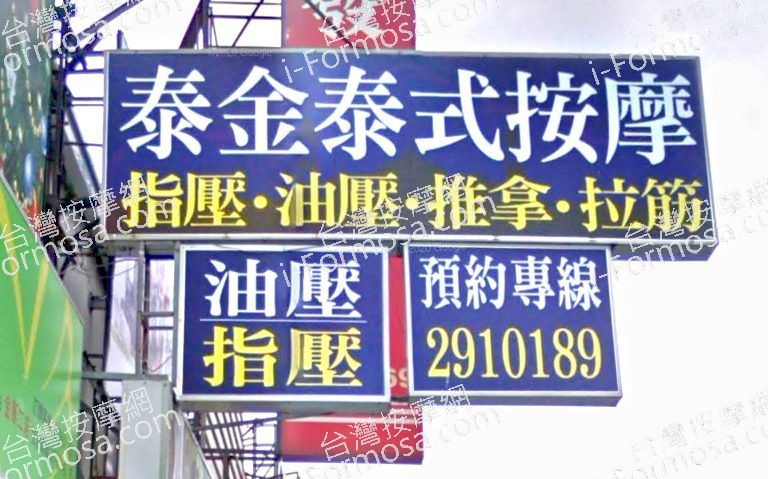 泰金泰式按摩
指壓·油壓·推拿·拉筋
油壓
指壓
預約專線
2910189
台灣按摩網
i-Formosa.com